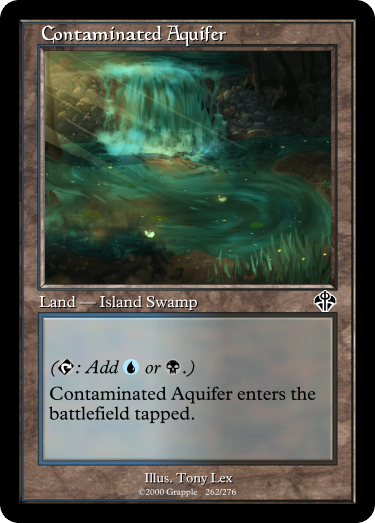 Contaminated Aquifer
Land — Island Swamp
(: Add or .)
Contaminated Aquifer enters the
battlefield tapped.
Illus. Tony Lex
©2000 Grapple 262/276